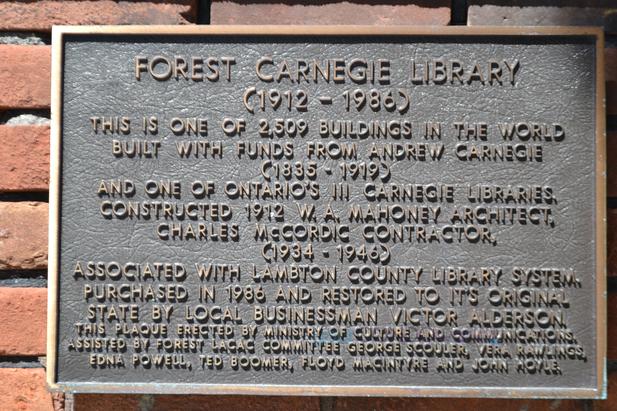 FOREST CARNEGIE LIBRARY
(1912 - 1986)
THIS IS ONE OF 2,509 BUILDINGS IN THE WORLD
BUILT WITH FUNDS FROM ANDREW CARNEGIE
(1835 - 1919)
AND ONE OF ONTARIO'S 111 CARNEGIE LIBRARIES.
CONSTRUCTED 1912 W. A. MAHONEY ARCHITECT,
CHARLES McCORDIC CONTRACTOR,
(1934 - 1946)
ASSOCIATED WITH LAMBTON COUNTY LIBRARY SYSTEM.
PURCHASED IN 1986 AND RESTORED TO IT'S ORIGINAL
STATE BY LOCAL BUSINESSMAN VICTOR ALDERSON.
THIS PLAQUE ERECTED BY MINISTRY OF CULTURE AND COMMUNICATIONS.
ASSISTED BY FOREST LACAC COMMITTEE GEORGE SCOULER, VERA RAWLINGS,
EDNA POWELL, TED BOOMER, FLOYD MACINTYRE AND JOHN HOYLE.